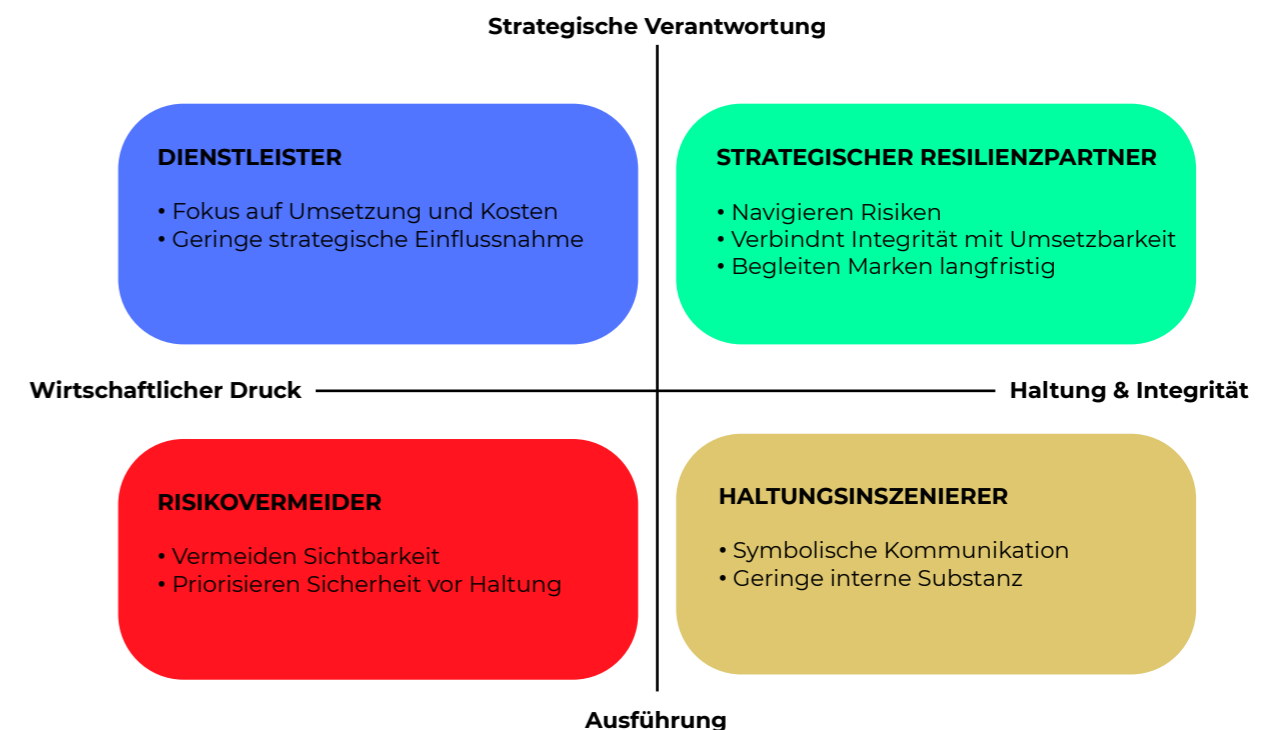 Strategische Verantwortung
DIENSTLEISTER
• Fokus auf Umsetzung und Kosten
• Geringe strategische Einflussnahme
STRATEGISCHER RESILIENZPARTNER
• Navigieren Risiken
• Verbindnt Integrität mit Umsetzbarkeit
• Begleiten Marken langfristig
Wirtschaftlicher Druck
Haltung & Integrität
RISIKOVERMEIDER
• Vermeiden Sichtbarkeit
• Priorisieren Sicherheit vor Haltung
HALTUNGSINSZENIERER
• Symbolische Kommunikation
• Geringe interne Substanz
Ausführung